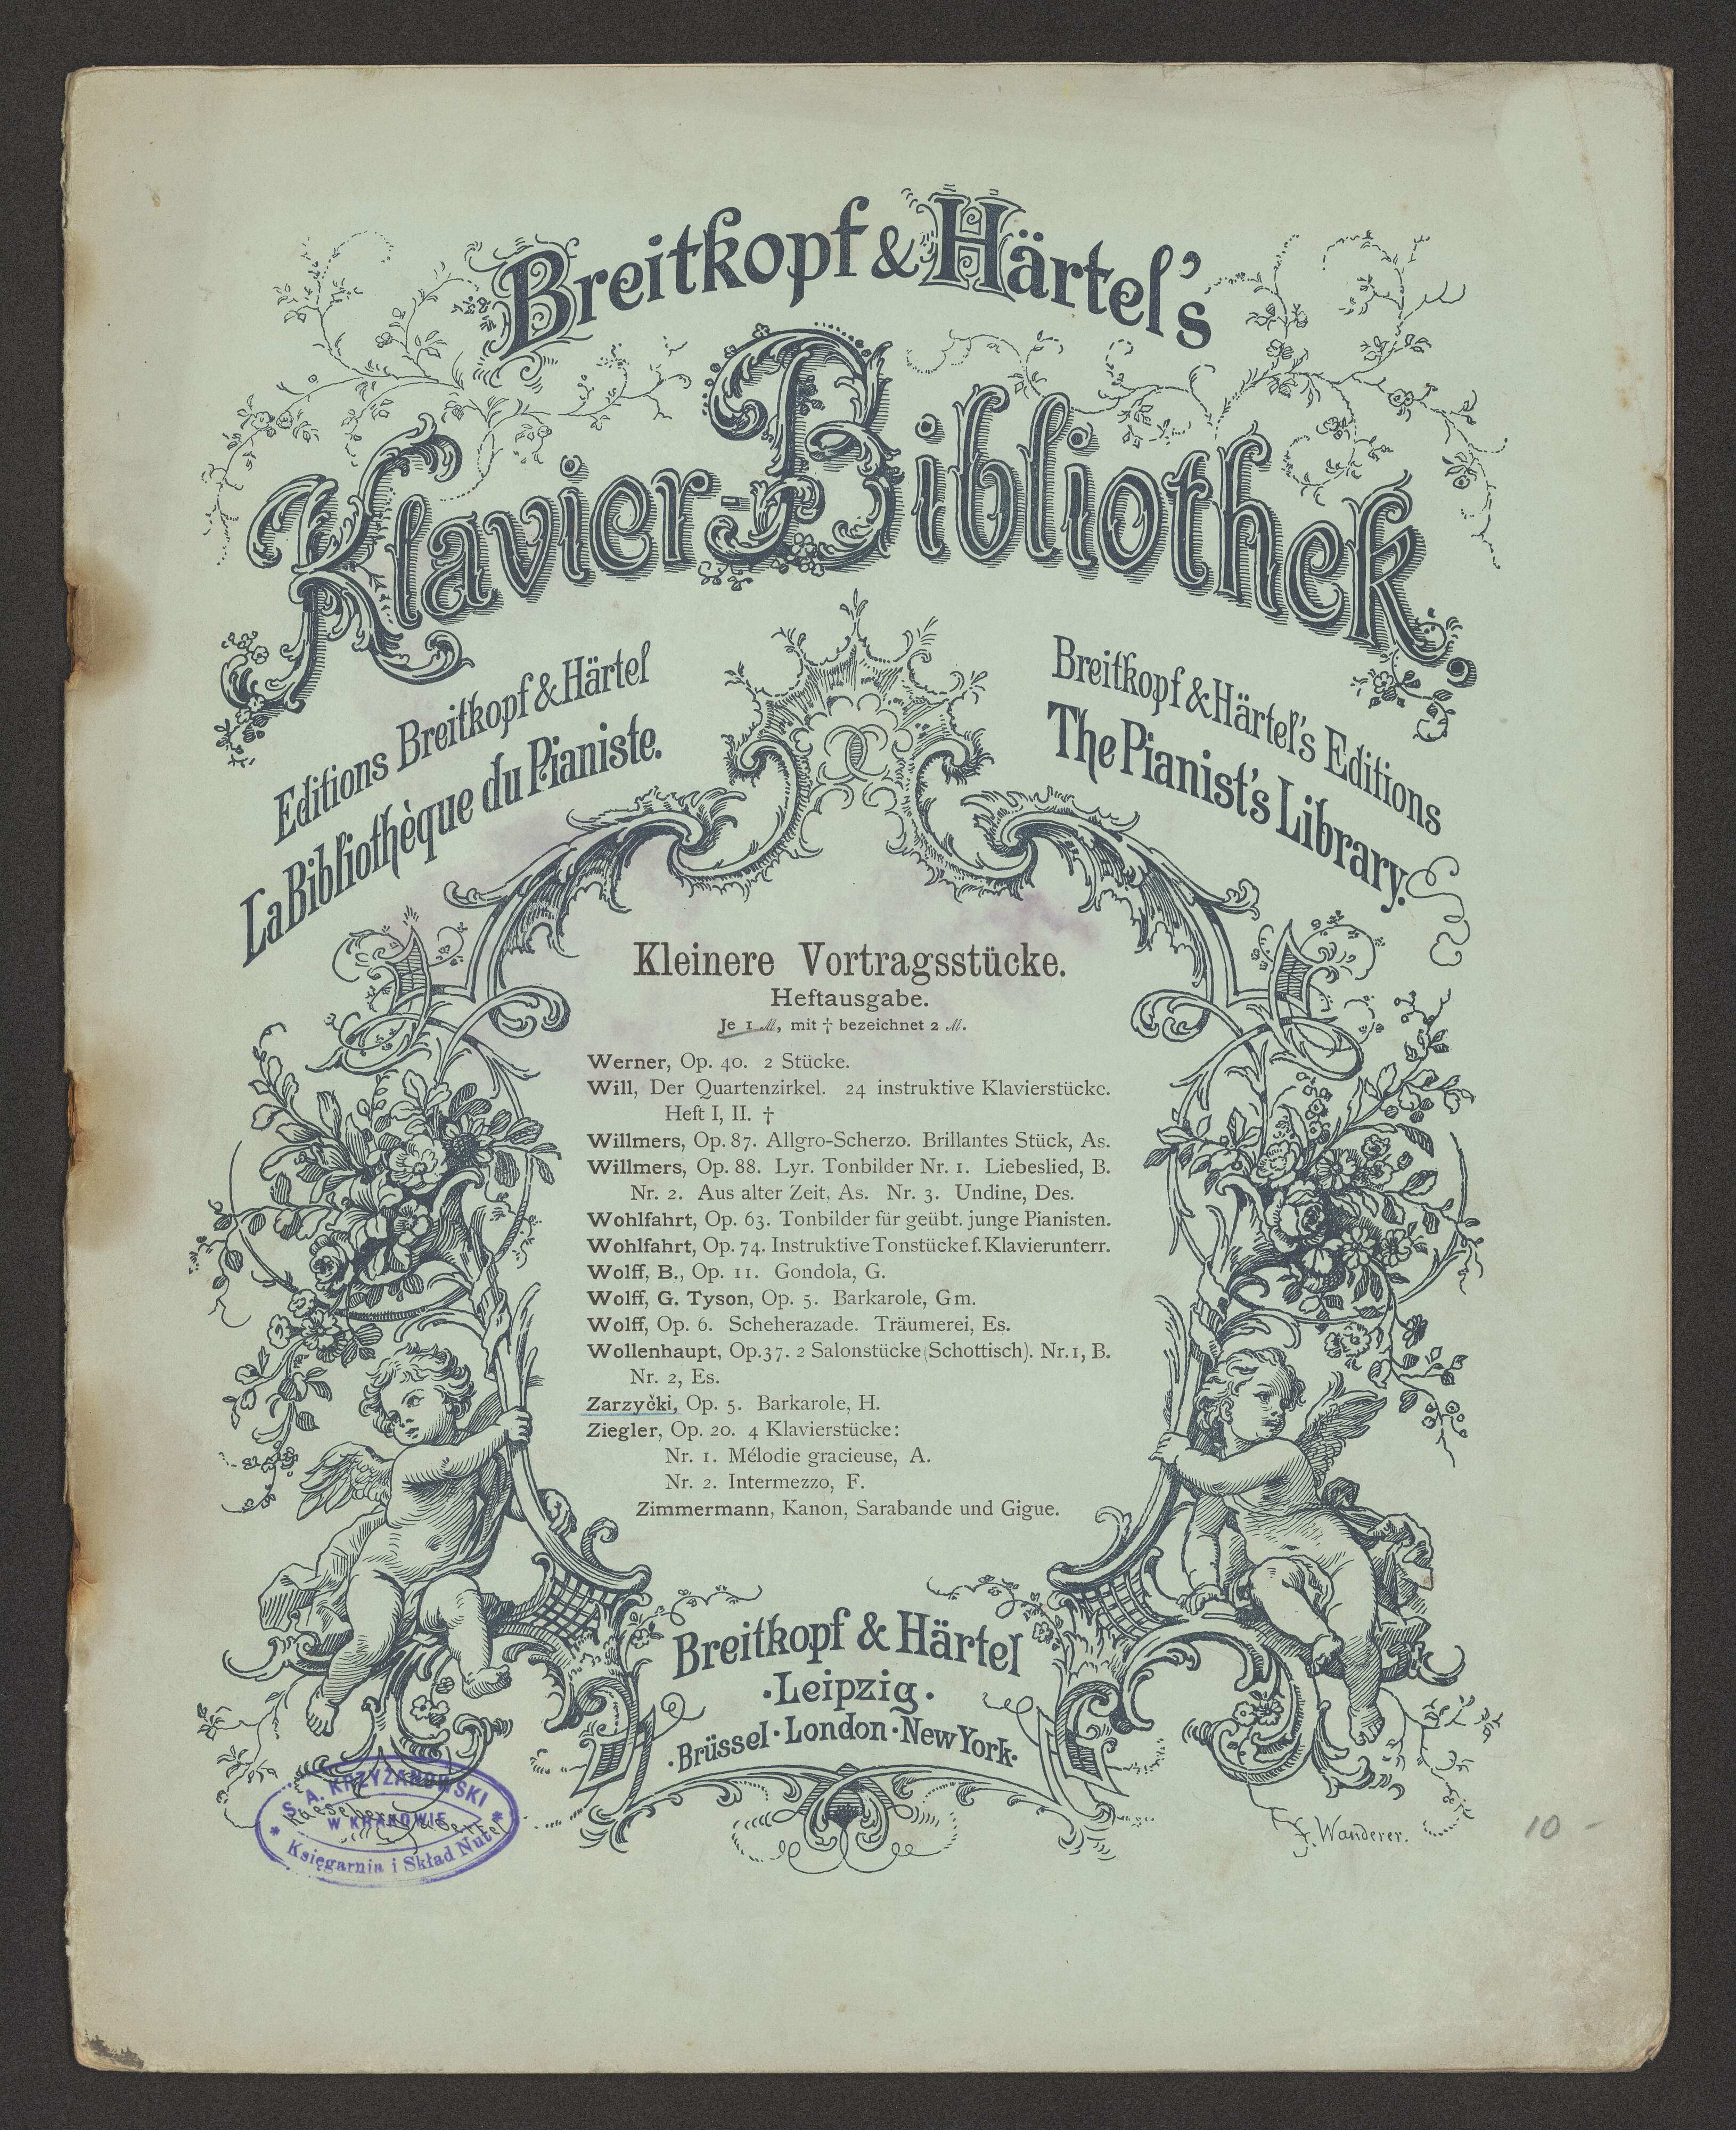 Breitkopf & Härtel's
Klavier-Bibliothek.
Editions Breitkopf & Härtel
La Bibliothèque du Pianiste.
Breitkopf & Härtel's Editions
The Pianist's Library.
Kleinere Vortragsstücke.
Heftausgabe.
Je 1 ℳ, mit † bezeichnet 2 ℳ.
Werner, Op. 40. 2 Stücke.
Will, Der Quartenzirkel. 24 instruktive Klavierstücke.
Heft I, II. †
Willmers, Op. 87. Allgro-Scherzo. Brillantes Stück, As.
Willmers, Op. 88. Lyr. Tonbilder Nr. 1. Liebeslied, B.
Nr. 2. Aus alter Zeit, As. Nr. 3. Undine, Des.
Wohlfahrt, Op. 63. Tonbilder für geübt. junge Pianisten.
Wohlfahrt, Op. 74. Instruktive Tonstücke f. Klavierunterr.
Wolff, B., Op. 11. Gondola, G.
Wolff, G. Tyson, Op. 5. Barkarole, Gm.
Wolff, Op. 6. Scheherazade. Träumerei, Es.
Wollenhaupt, Op. 37. 2 Salonstücke (Schottisch). Nr. 1, B.
Nr. 2, Es.
Zarzyčki, Op. 5. Barkarole, H.
Ziegler, Op. 20. 4 Klavierstücke:
Nr. 1. Mélodie gracieuse, A.
Nr. 2. Intermezzo, F.
Zimmermann, Kanon, Sarabande und Gigue.
Breitkopf & Härtel
·Leipzig·
·Brüssel·London·New York·
S. A. KRZYŻANOWSKI
W KRAKOWIE
* Księgarnia i Skład Nut *
F. Wanderer.
10 -